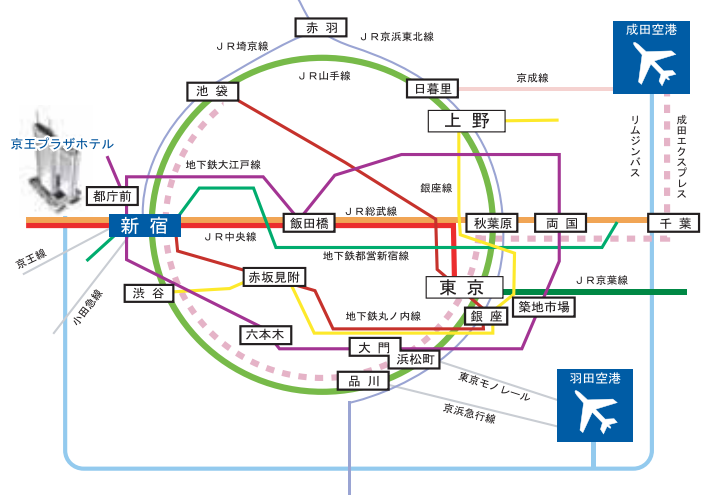 赤羽
ＪＲ埼京線
ＪＲ京浜東北線
成田空港
ＪＲ山手線
京成線
池袋
日暮里
上野
リムジンバス
成田エクスプレス
京王プラザホテル
地下鉄大江戸線
都庁前
銀座線
新宿
飯田橋
ＪＲ総武線
秋葉原
両国
千葉
ＪＲ中央線
地下鉄都営新宿線
京王線
赤坂見附
東京
ＪＲ京葉線
渋谷
小田急線
地下鉄丸ノ内線
銀座
築地市場
六本木
大門
浜松町
品川
東京モノレール
羽田空港
京浜急行線